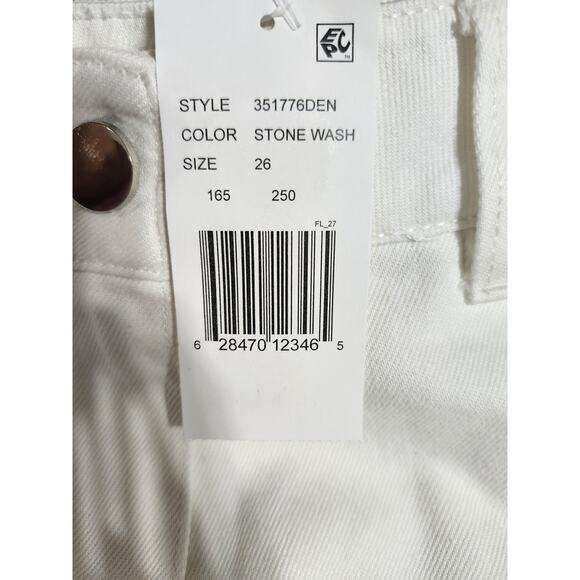 EPC
STYLE 351776DEN
COLOR STONE WASH
SIZE 26
165 250
FL_27
6 28470 12346 5